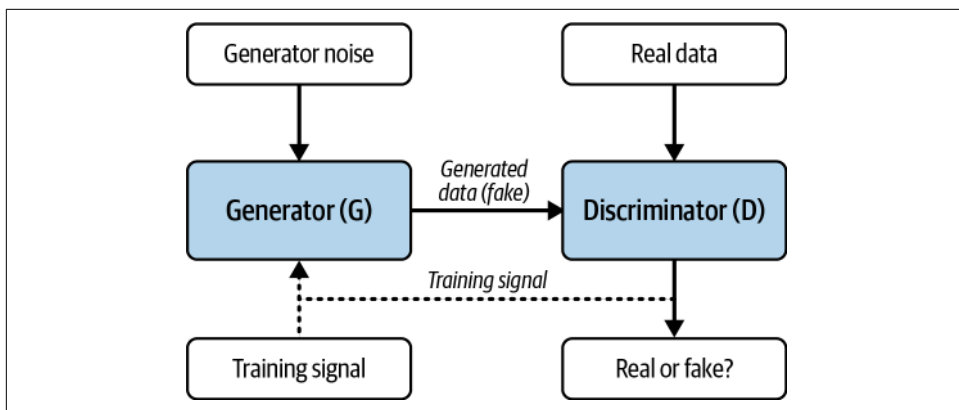 Generator noise
Real data
Generated
data (fake)
Generator (G)
Discriminator (D)
Training signal
Training signal
Real or fake?